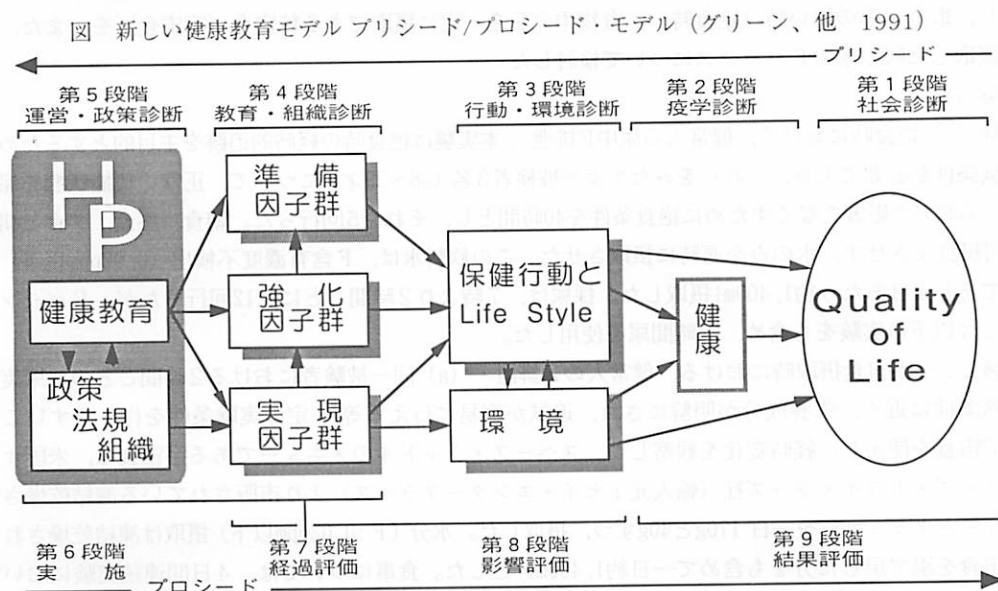 図 新しい健康教育モデル プリシード/プロシード・モデル(グリーン、他 1991)
プリシード
第5段階
運営・政策診断
第4段階
教育・組織診断
第3段階
行動・環境診断
第2段階
疫学診断
第1段階
社会診断
HP
健康教育
政策
法規
組織
準備
因子群
強化
因子群
実現
因子群
保健行動と
Life Style
環境
健康
Quality
of
Life
第6段階
実施
第7段階
経過評価
第8段階
影響評価
第9段階
結果評価
プロシード